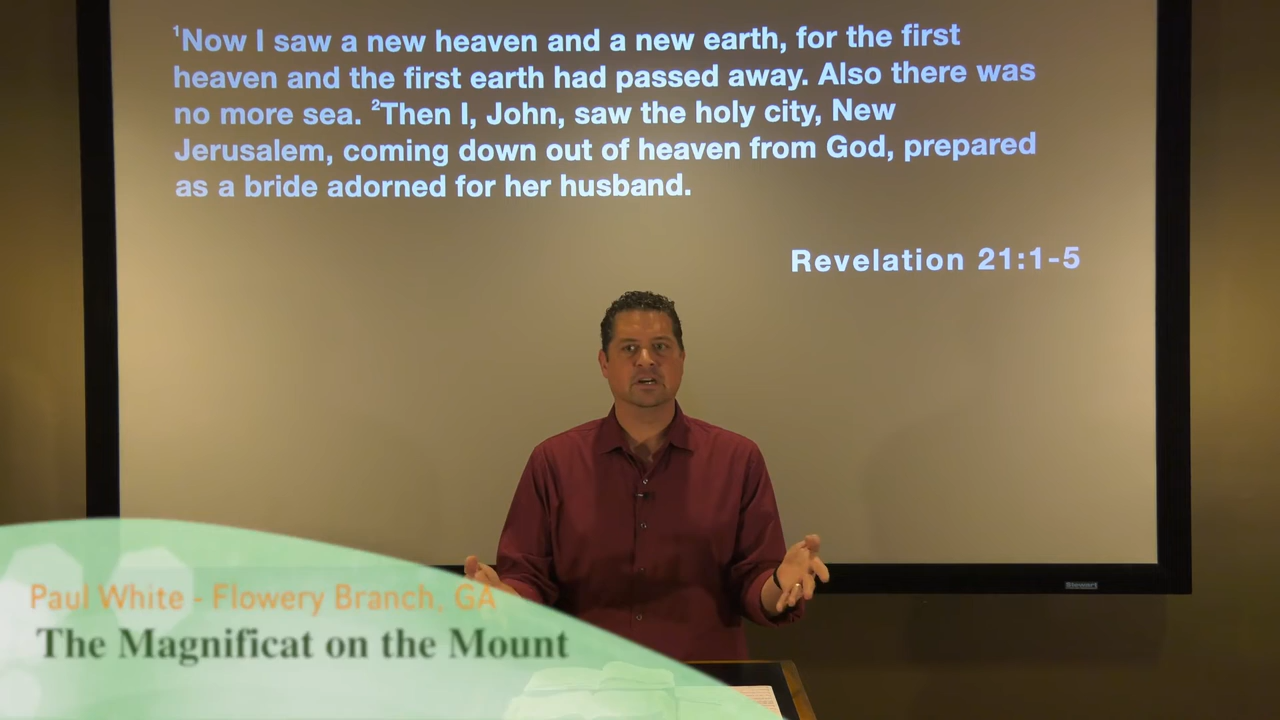 ¹Now I saw a new heaven and a new earth, for the first
heaven and the first earth had passed away. Also there was
no more sea. ²Then I, John, saw the holy city, New
Jerusalem, coming down out of heaven from God, prepared
as a bride adorned for her husband.
Revelation 21:1-5
Stewart
Paul White - Flowery Branch, GA
The Magnificat on the Mount